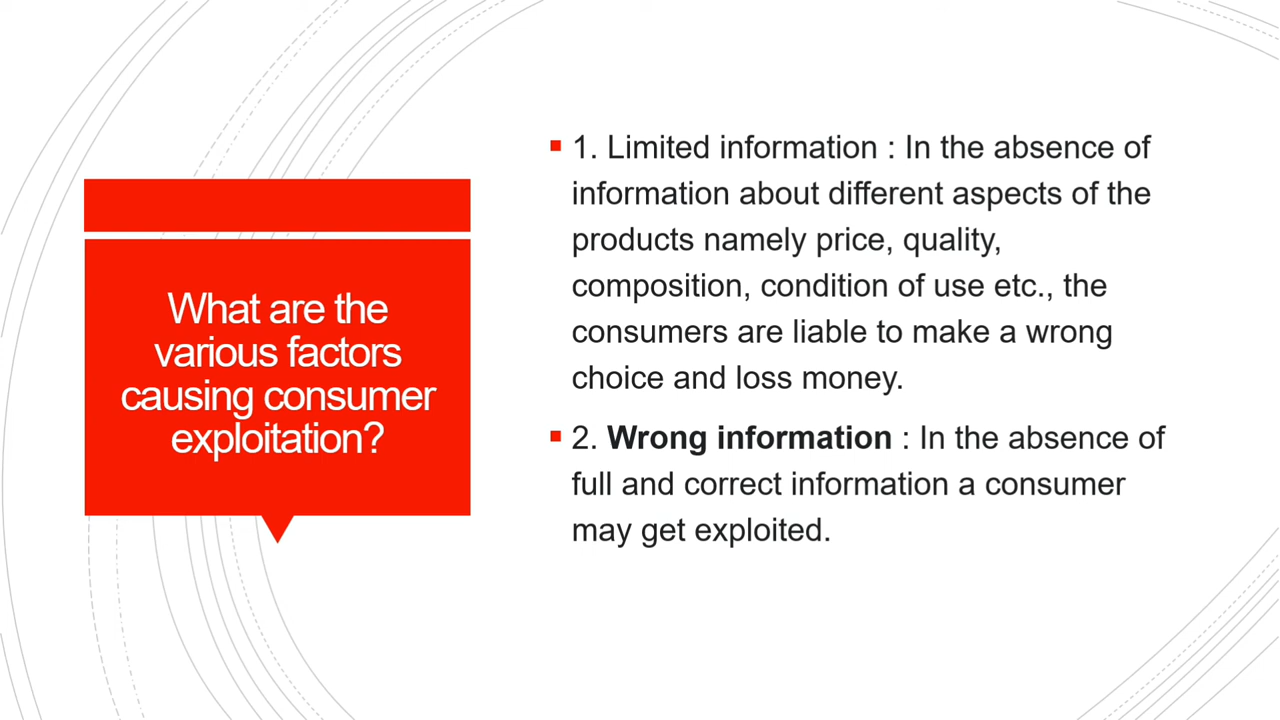 What are the
various factors
causing consumer
exploitation?
1. Limited information : In the absence of
information about different aspects of the
products namely price, quality,
composition, condition of use etc., the
consumers are liable to make a wrong
choice and loss money.
2. Wrong information : In the absence of
full and correct information a consumer
may get exploited.